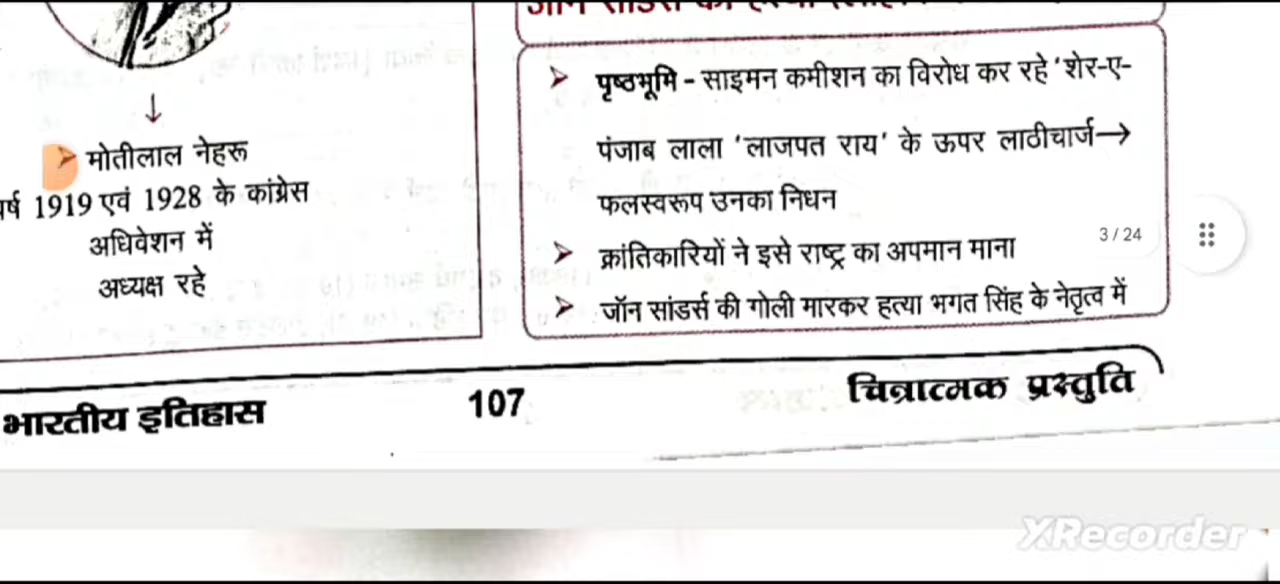 ➤ मोतीलाल नेहरू
वर्ष 1919 एवं 1928 के कांग्रेस
अधिवेशन में
अध्यक्ष रहे
➤ पृष्ठभूमि - साइमन कमीशन का विरोध कर रहे 'शेर-ए-
पंजाब लाला 'लाजपत राय' के ऊपर लाठीचार्ज→
फलस्वरूप उनका निधन
➤ क्रांतिकारियों ने इसे राष्ट्र का अपमान माना
➤ जॉन सांडर्स की गोली मारकर हत्या भगत सिंह के नेतृत्व में
3 / 24
भारतीय इतिहास
107
चित्रात्मक प्रस्तुति
XRecorder